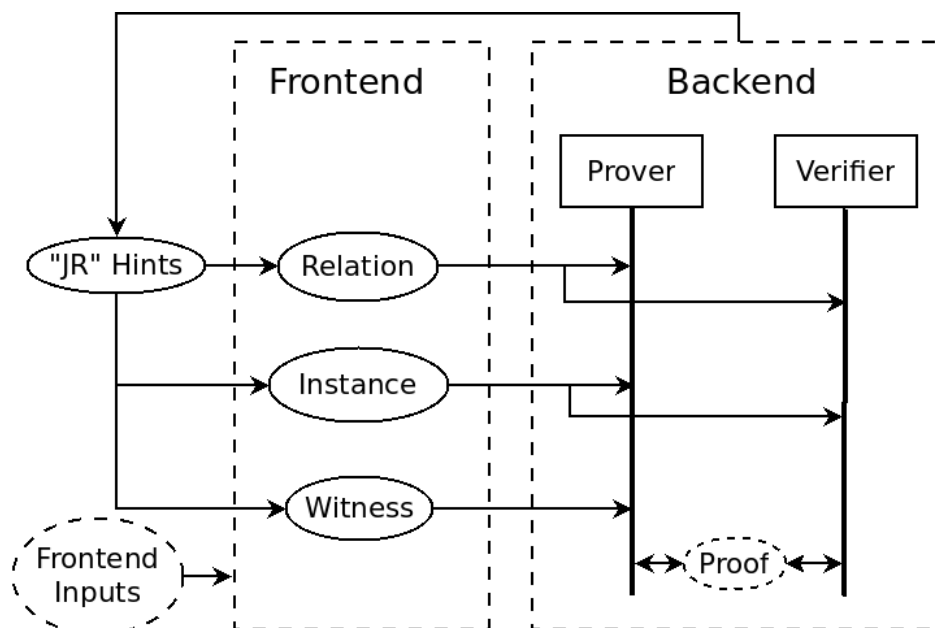 Frontend
Backend
Prover
Verifier
"JR" Hints
Relation
Instance
Witness
Frontend
Inputs
Proof